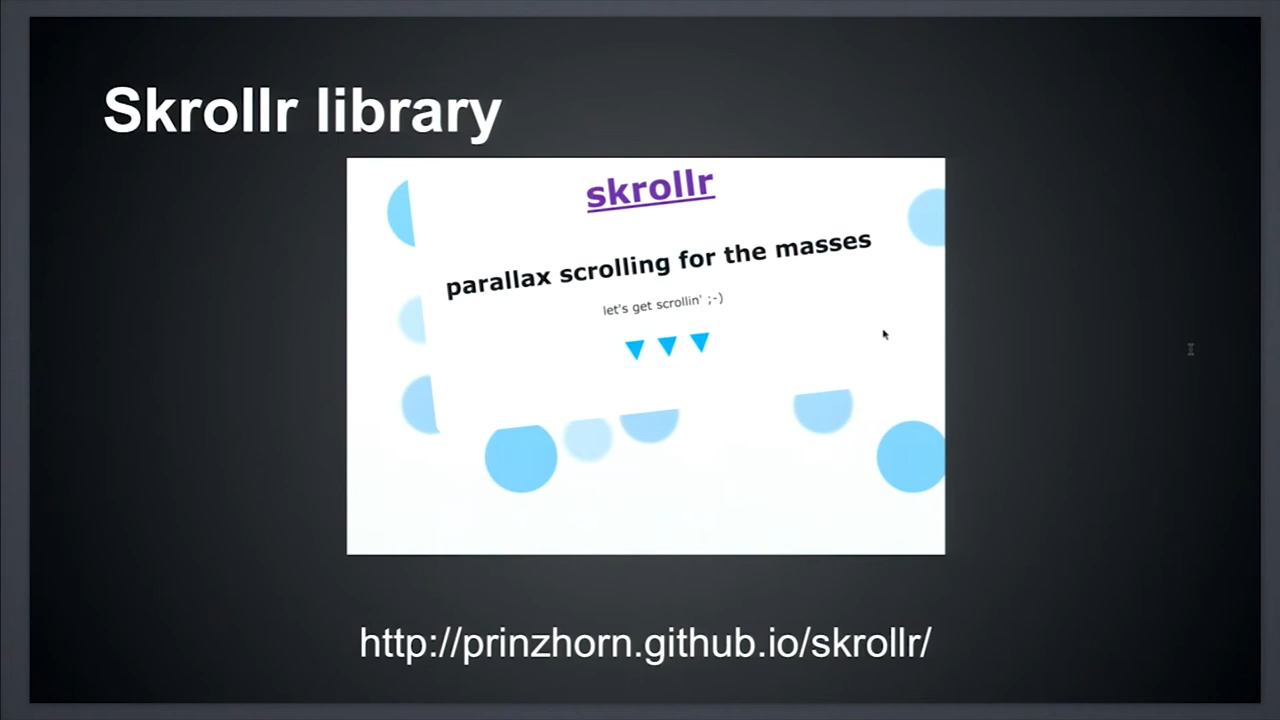 Skrollr library
skrollr
parallax scrolling for the masses
let's get scrollin' ;-)
http://prinzhorn.github.io/skrollr/